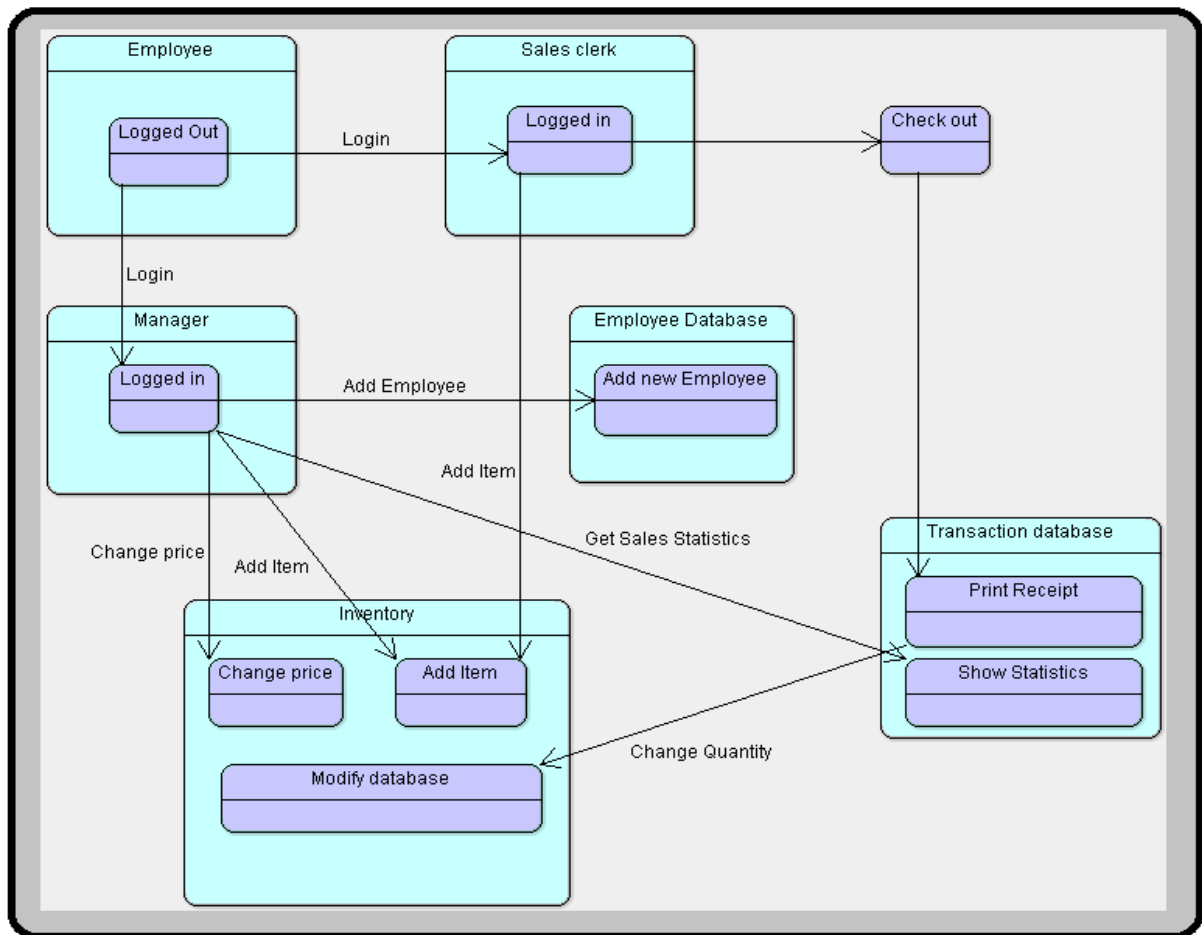 Employee
Sales clerk
Logged Out
Login
Logged in
Check out
Login
Manager
Employee Database
Logged in
Add Employee
Add new Employee
Add Item
Change price
Add Item
Get Sales Statistics
Transaction database
Print Receipt
Show Statistics
Inventory
Change price
Add Item
Change Quantity
Modify database